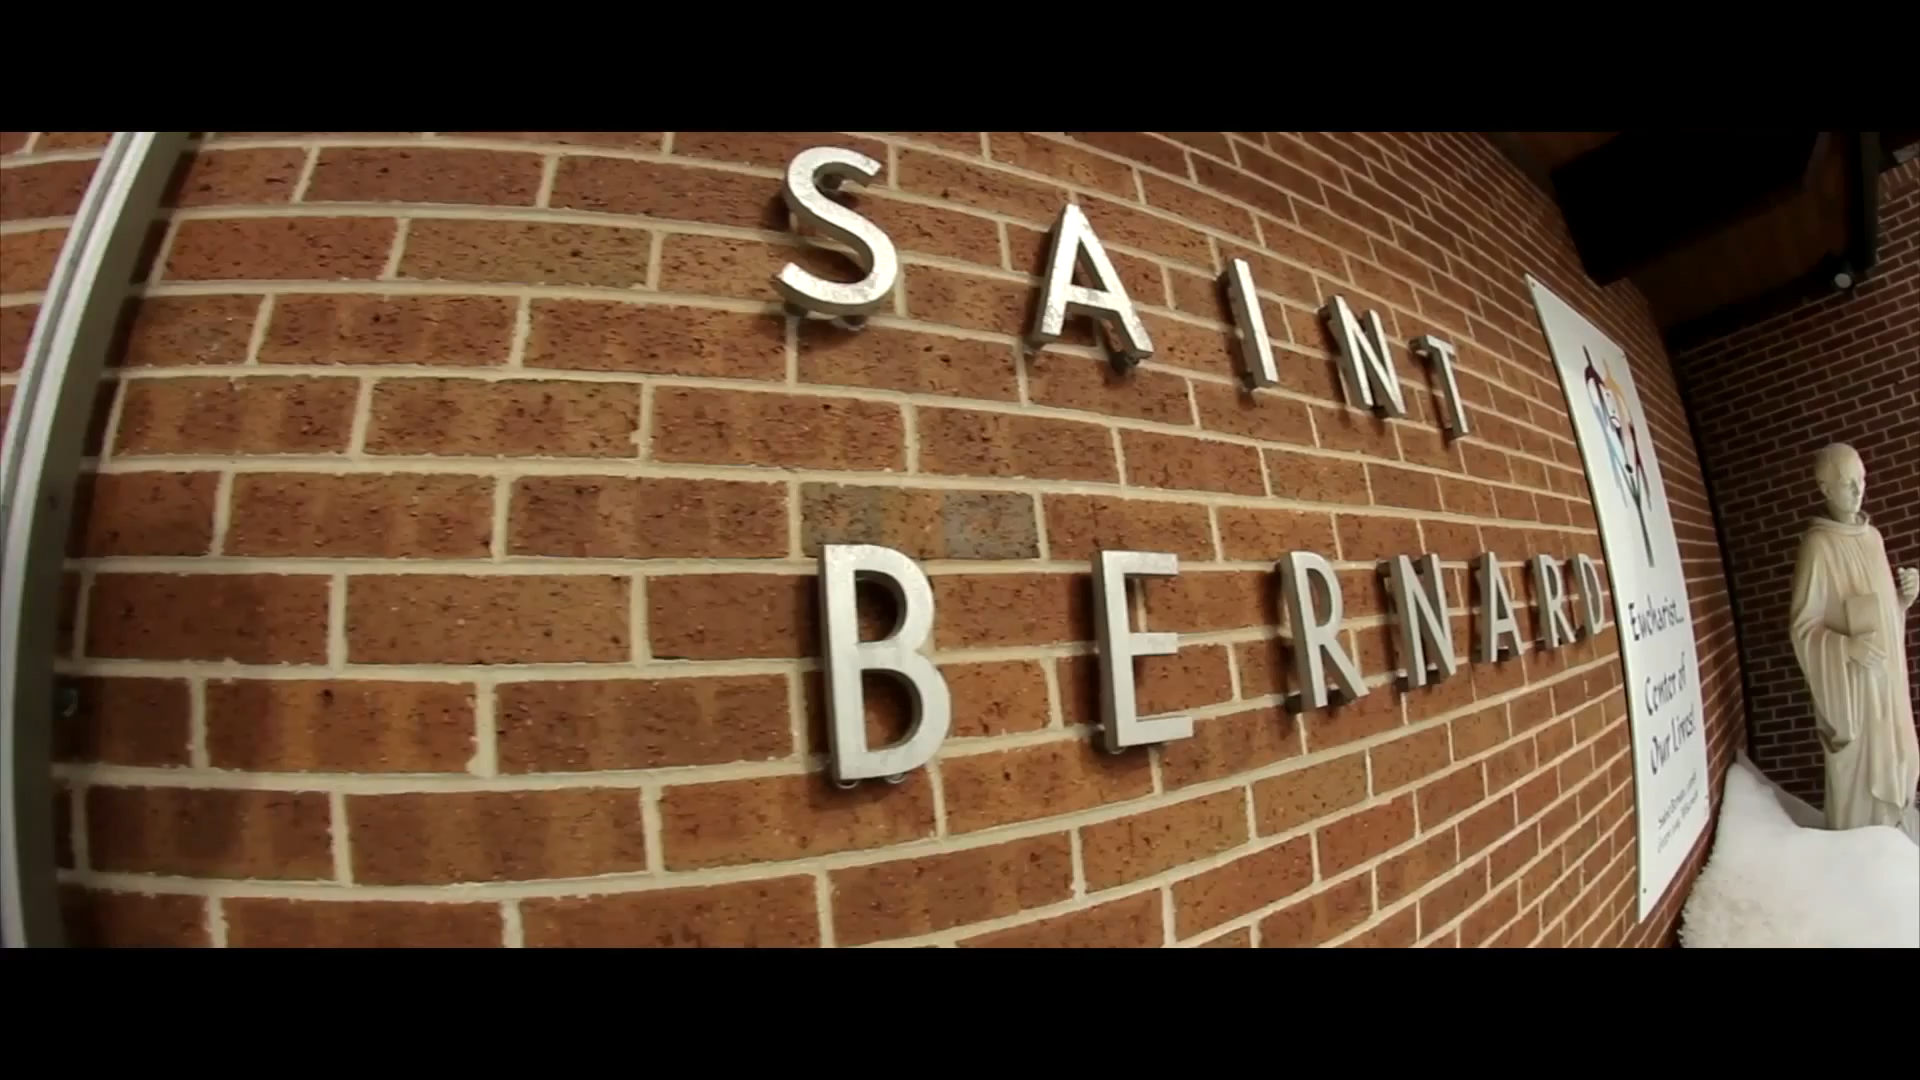 SAINT
BERNARD
Eucharist...
Center of
Our Lives!